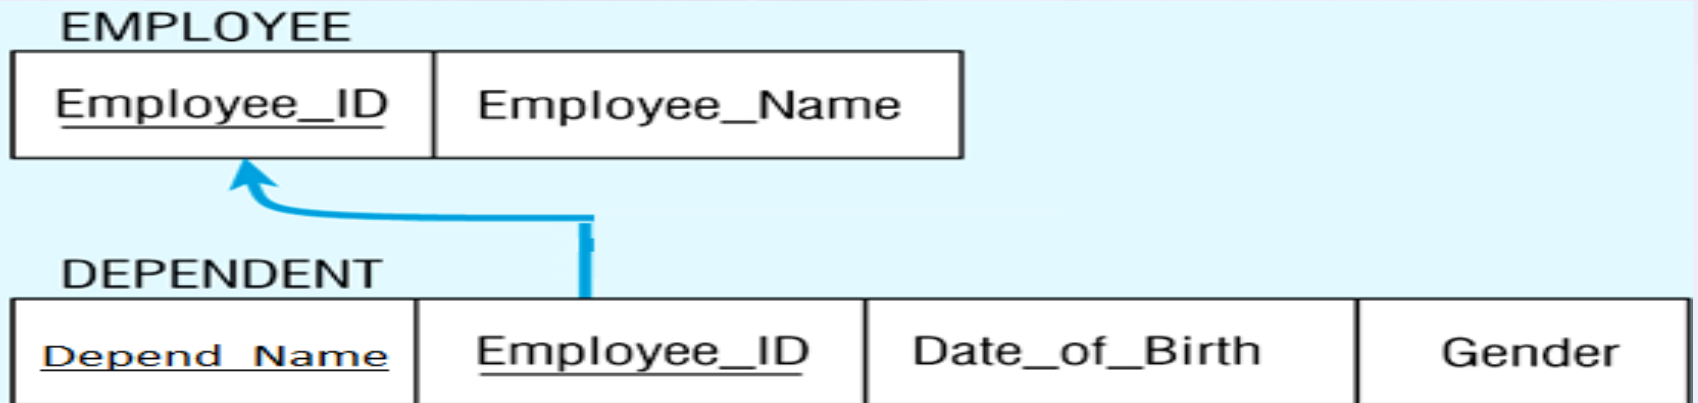 EMPLOYEE
Employee_ID Employee_Name
DEPENDENT
Depend_Name Employee_ID Date_of_Birth Gender